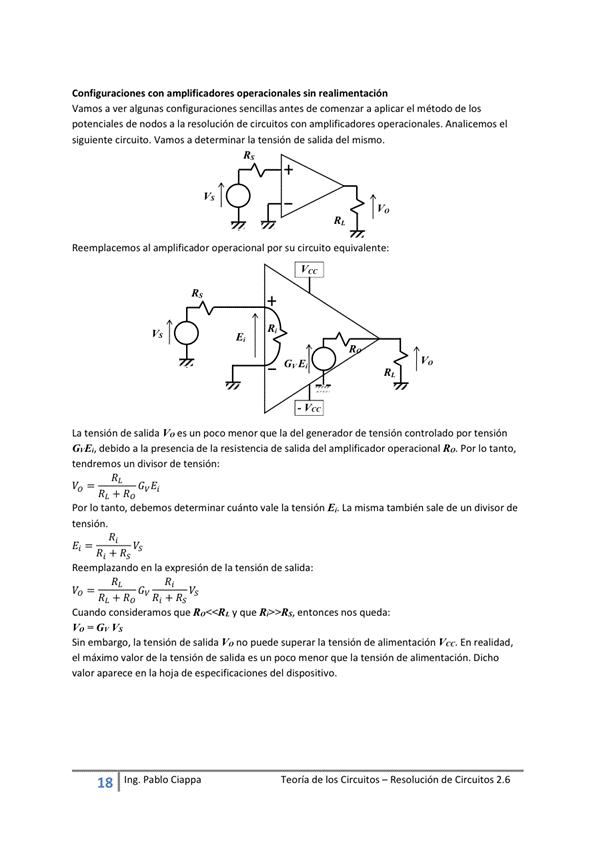 Configuraciones con amplificadores operacionales sin realimentación
Vamos a ver algunas configuraciones sencillas antes de comenzar a aplicar el método de los
potenciales de nodos a la resolución de circuitos con amplificadores operacionales. Analicemos el
siguiente circuito. Vamos a determinar la tensión de salida del mismo.
R_S
+
V_S
−
R_L
V_O
Reemplacemos al amplificador operacional por su circuito equivalente:
V_CC
R_S
+
V_S
E_i
R_i
R_O
G_V E_i
−
R_L
V_O
- V_CC
La tensión de salida V_O es un poco menor que la del generador de tensión controlado por tensión
G_V E_i, debido a la presencia de la resistencia de salida del amplificador operacional R_O. Por lo tanto,
tendremos un divisor de tensión:
V_O = R_L / (R_L + R_O) G_V E_i
Por lo tanto, debemos determinar cuánto vale la tensión E_i. La misma también sale de un divisor de
tensión.
E_i = R_i / (R_i + R_S) V_S
Reemplazando en la expresión de la tensión de salida:
V_O = R_L / (R_L + R_O) G_V R_i / (R_i + R_S) V_S
Cuando consideramos que R_O<<R_L y que R_i>>R_S, entonces nos queda:
V_O = G_V V_S
Sin embargo, la tensión de salida V_O no puede superar la tensión de alimentación V_CC. En realidad,
el máximo valor de la tensión de salida es un poco menor que la tensión de alimentación. Dicho
valor aparece en la hoja de especificaciones del dispositivo.
18 Ing. Pablo Ciappa Teoría de los Circuitos – Resolución de Circuitos 2.6